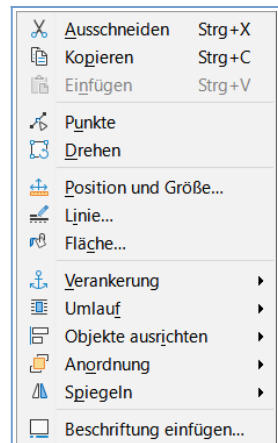 Ausschneiden Strg+X
Kopieren Strg+C
Einfügen Strg+V
Punkte
Drehen
Position und Größe...
Linie...
Fläche...
Verankerung
Umlauf
Objekte ausrichten
Anordnung
Spiegeln
Beschriftung einfügen...